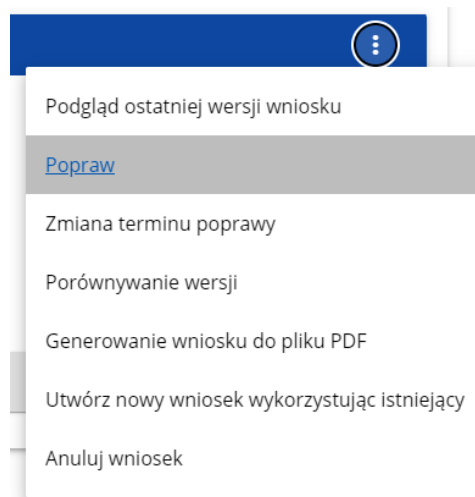 Podgląd ostatniej wersji wniosku
Popraw
Zmiana terminu poprawy
Porównywanie wersji
Generowanie wniosku do pliku PDF
Utwórz nowy wniosek wykorzystując istniejący
Anuluj wniosek